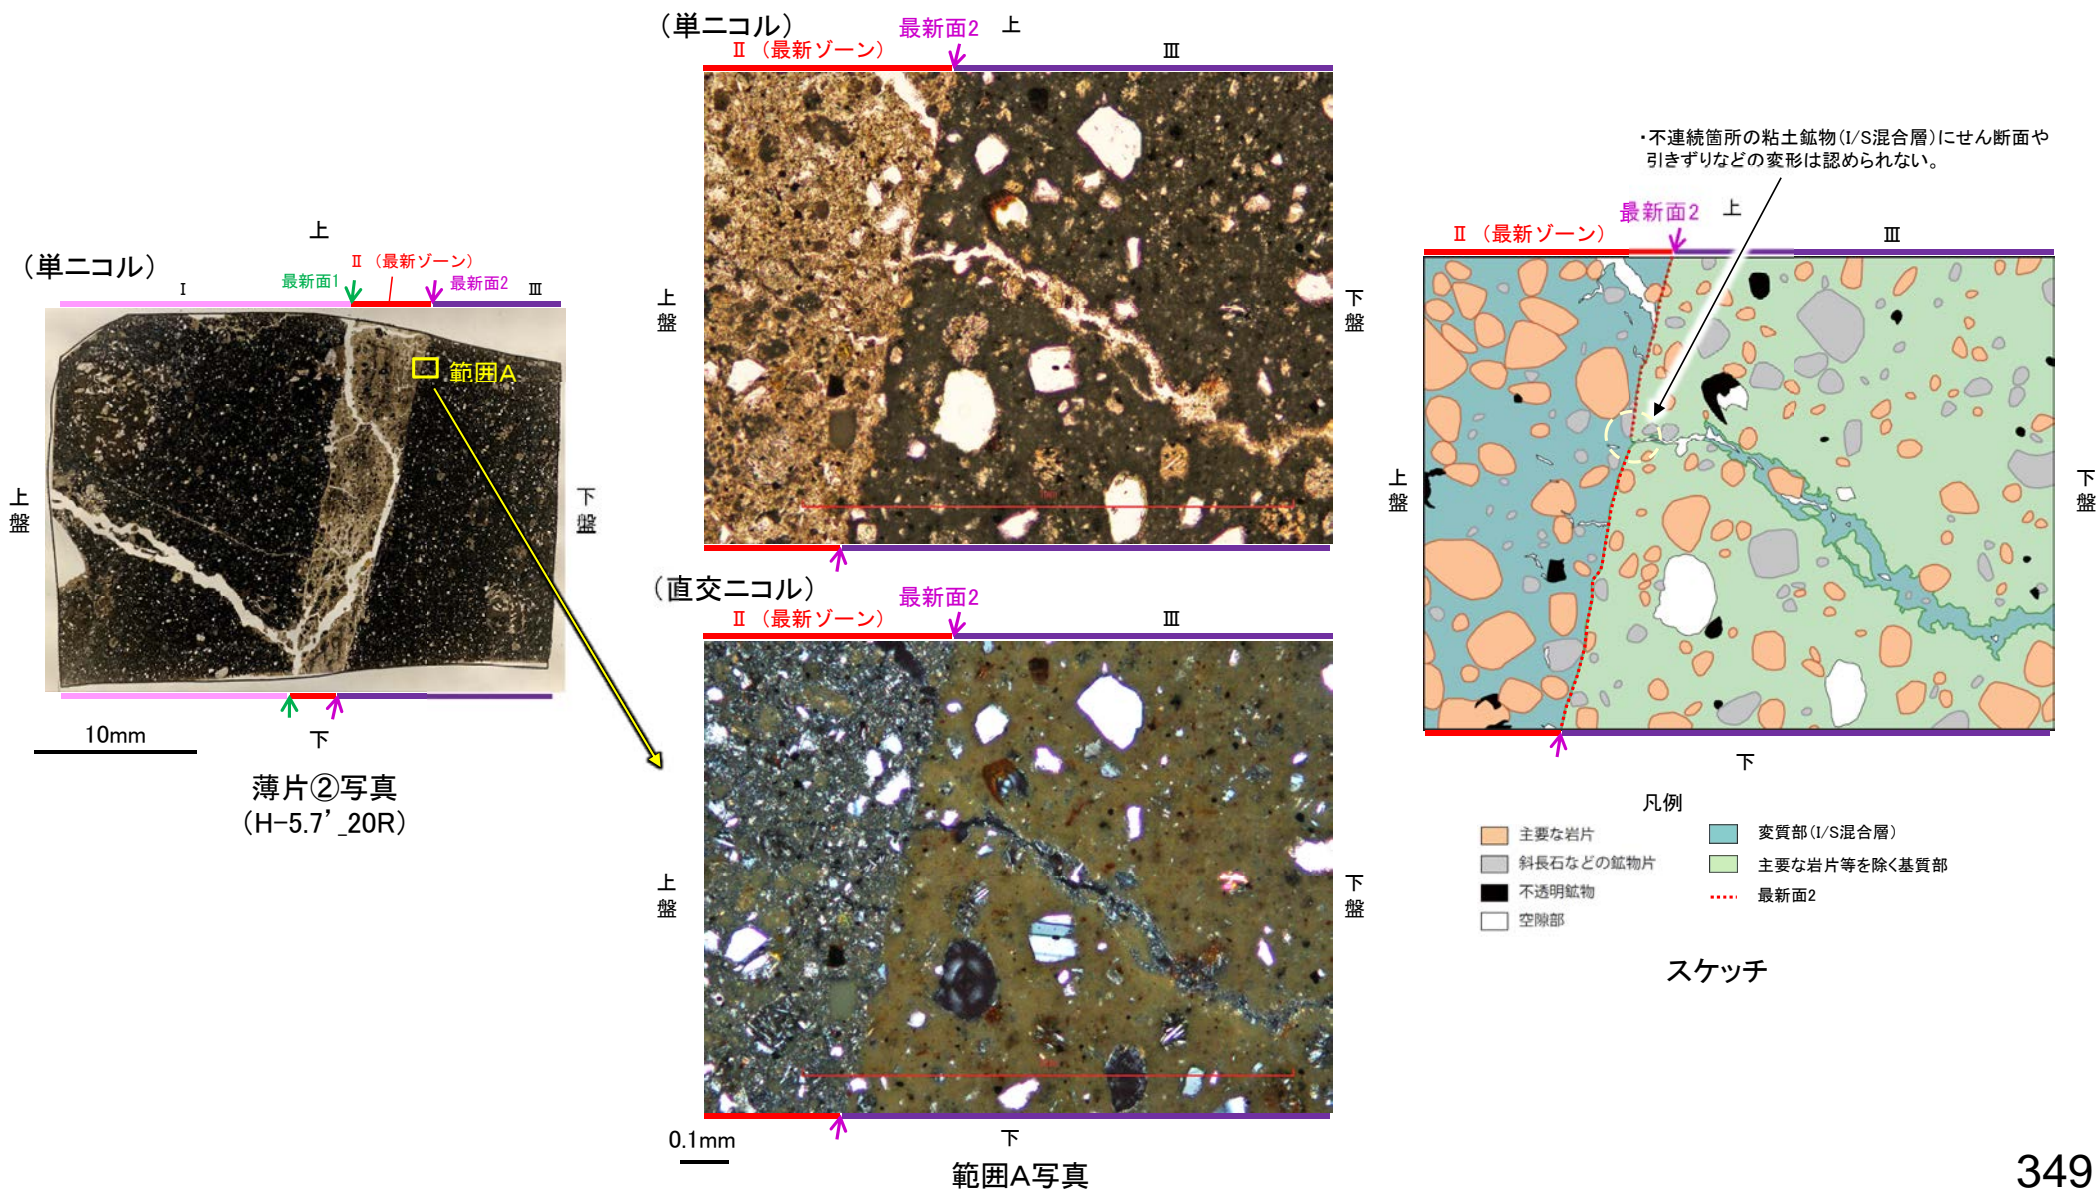 (単ニコル)
上
Ⅱ (最新ゾーン)
最新面1
最新面2
Ⅰ
Ⅲ
範囲A
上盤
下盤
10mm
下
薄片②写真
(H-5.7’_20R)
(単ニコル)
最新面2
上
Ⅱ (最新ゾーン)
Ⅲ
上盤
下盤
(直交ニコル)
最新面2
Ⅱ (最新ゾーン)
Ⅲ
上盤
下盤
0.1mm
下
範囲A写真
・不連続箇所の粘土鉱物(I/S混合層)にせん断面や
引きずりなどの変形は認められない。
最新面2
上
Ⅱ (最新ゾーン)
Ⅲ
上盤
下盤
下
凡例
主要な岩片
斜長石などの鉱物片
不透明鉱物
空隙部
変質部(I/S混合層)
主要な岩片等を除く基質部
最新面2
スケッチ
349